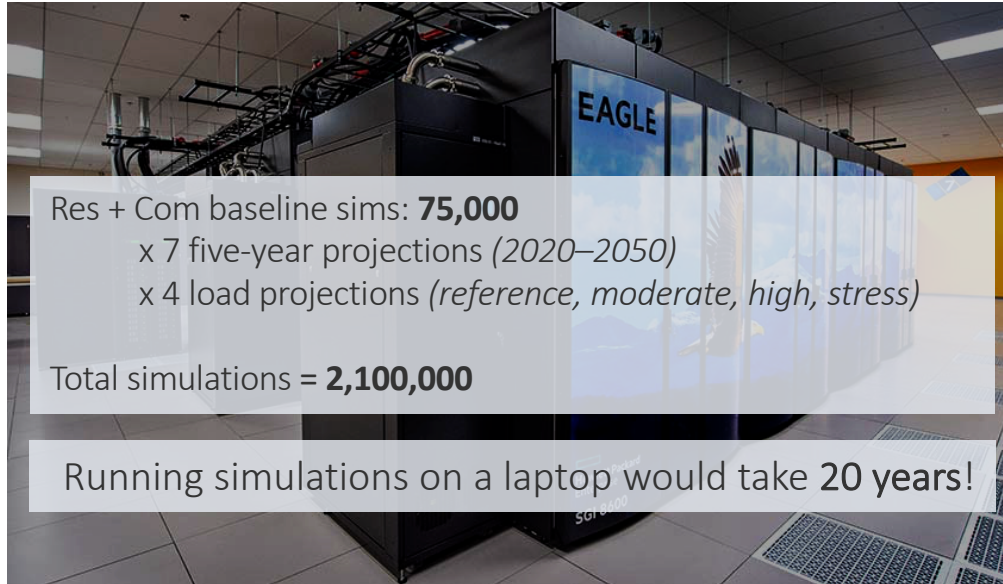 EAGLE
Res + Com baseline sims: 75,000
x 7 five-year projections (2020–2050)
x 4 load projections (reference, moderate, high, stress)
Total simulations = 2,100,000
Running simulations on a laptop would take 20 years!
SGI 8600